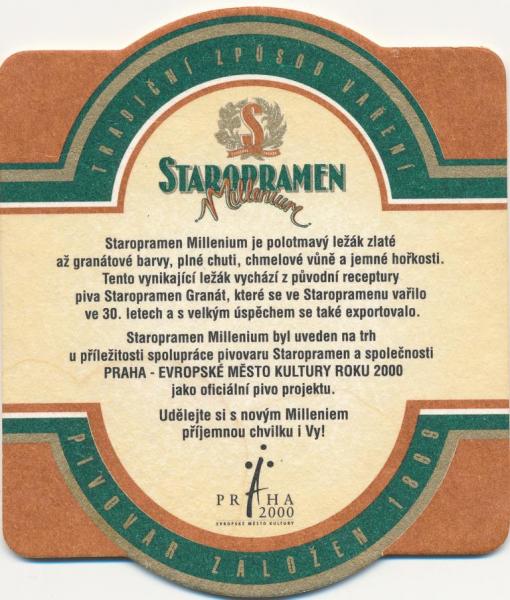 TRADIČNÍ ZPŮSOB VAŘENÍ
S
STAROPRAMEN
Millenium
Staropramen Millenium je polotmavý ležák zlaté
až granátové barvy, plné chuti, chmelové vůně a jemné hořkosti.
Tento vynikající ležák vychází z původní receptury
piva Staropramen Granát, které se ve Staropramenu vařilo
ve 30. letech a s velkým úspěchem se také exportovalo.
Staropramen Millenium byl uveden na trh
u příležitosti spolupráce pivovaru Staropramen a společnosti
PRAHA - EVROPSKÉ MĚSTO KULTURY ROKU 2000
jako oficiální pivo projektu.
Udělejte si s novým Milleniem
příjemnou chvilku i Vy!
PRAHA
2000
EVROPSKÉ MĚSTO KULTURY
PIVOVAR ZALOŽEN 1869